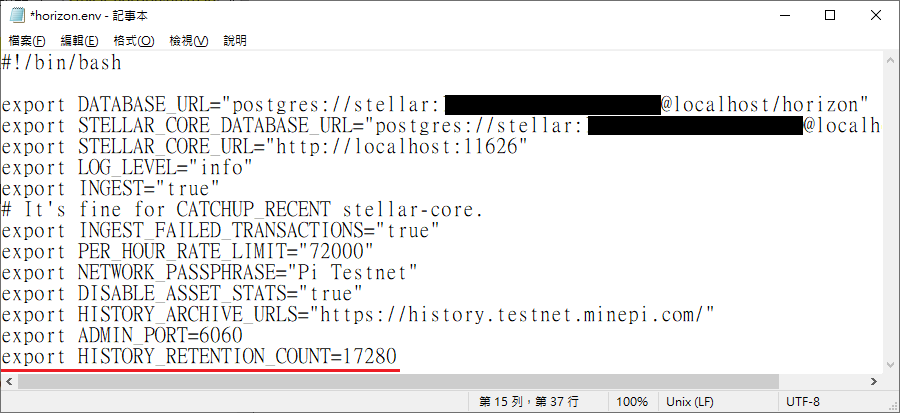 *horizon.env - 記事本
檔案(F) 編輯(E) 格式(O) 檢視(V) 說明
#!/bin/bash
export DATABASE_URL="postgres://stellar: @localhost/horizon"
export STELLAR_CORE_DATABASE_URL="postgres://stellar: @localh
export STELLAR_CORE_URL="http://localhost:11626"
export LOG_LEVEL="info"
export INGEST="true"
# It's fine for CATCHUP_RECENT stellar-core.
export INGEST_FAILED_TRANSACTIONS="true"
export PER_HOUR_RATE_LIMIT="72000"
export NETWORK_PASSPHRASE="Pi Testnet"
export DISABLE_ASSET_STATS="true"
export HISTORY_ARCHIVE_URLS="https://history.testnet.minepi.com/"
export ADMIN_PORT=6060
export HISTORY_RETENTION_COUNT=17280
第 15 列，第 37 行 100% Unix (LF) UTF-8